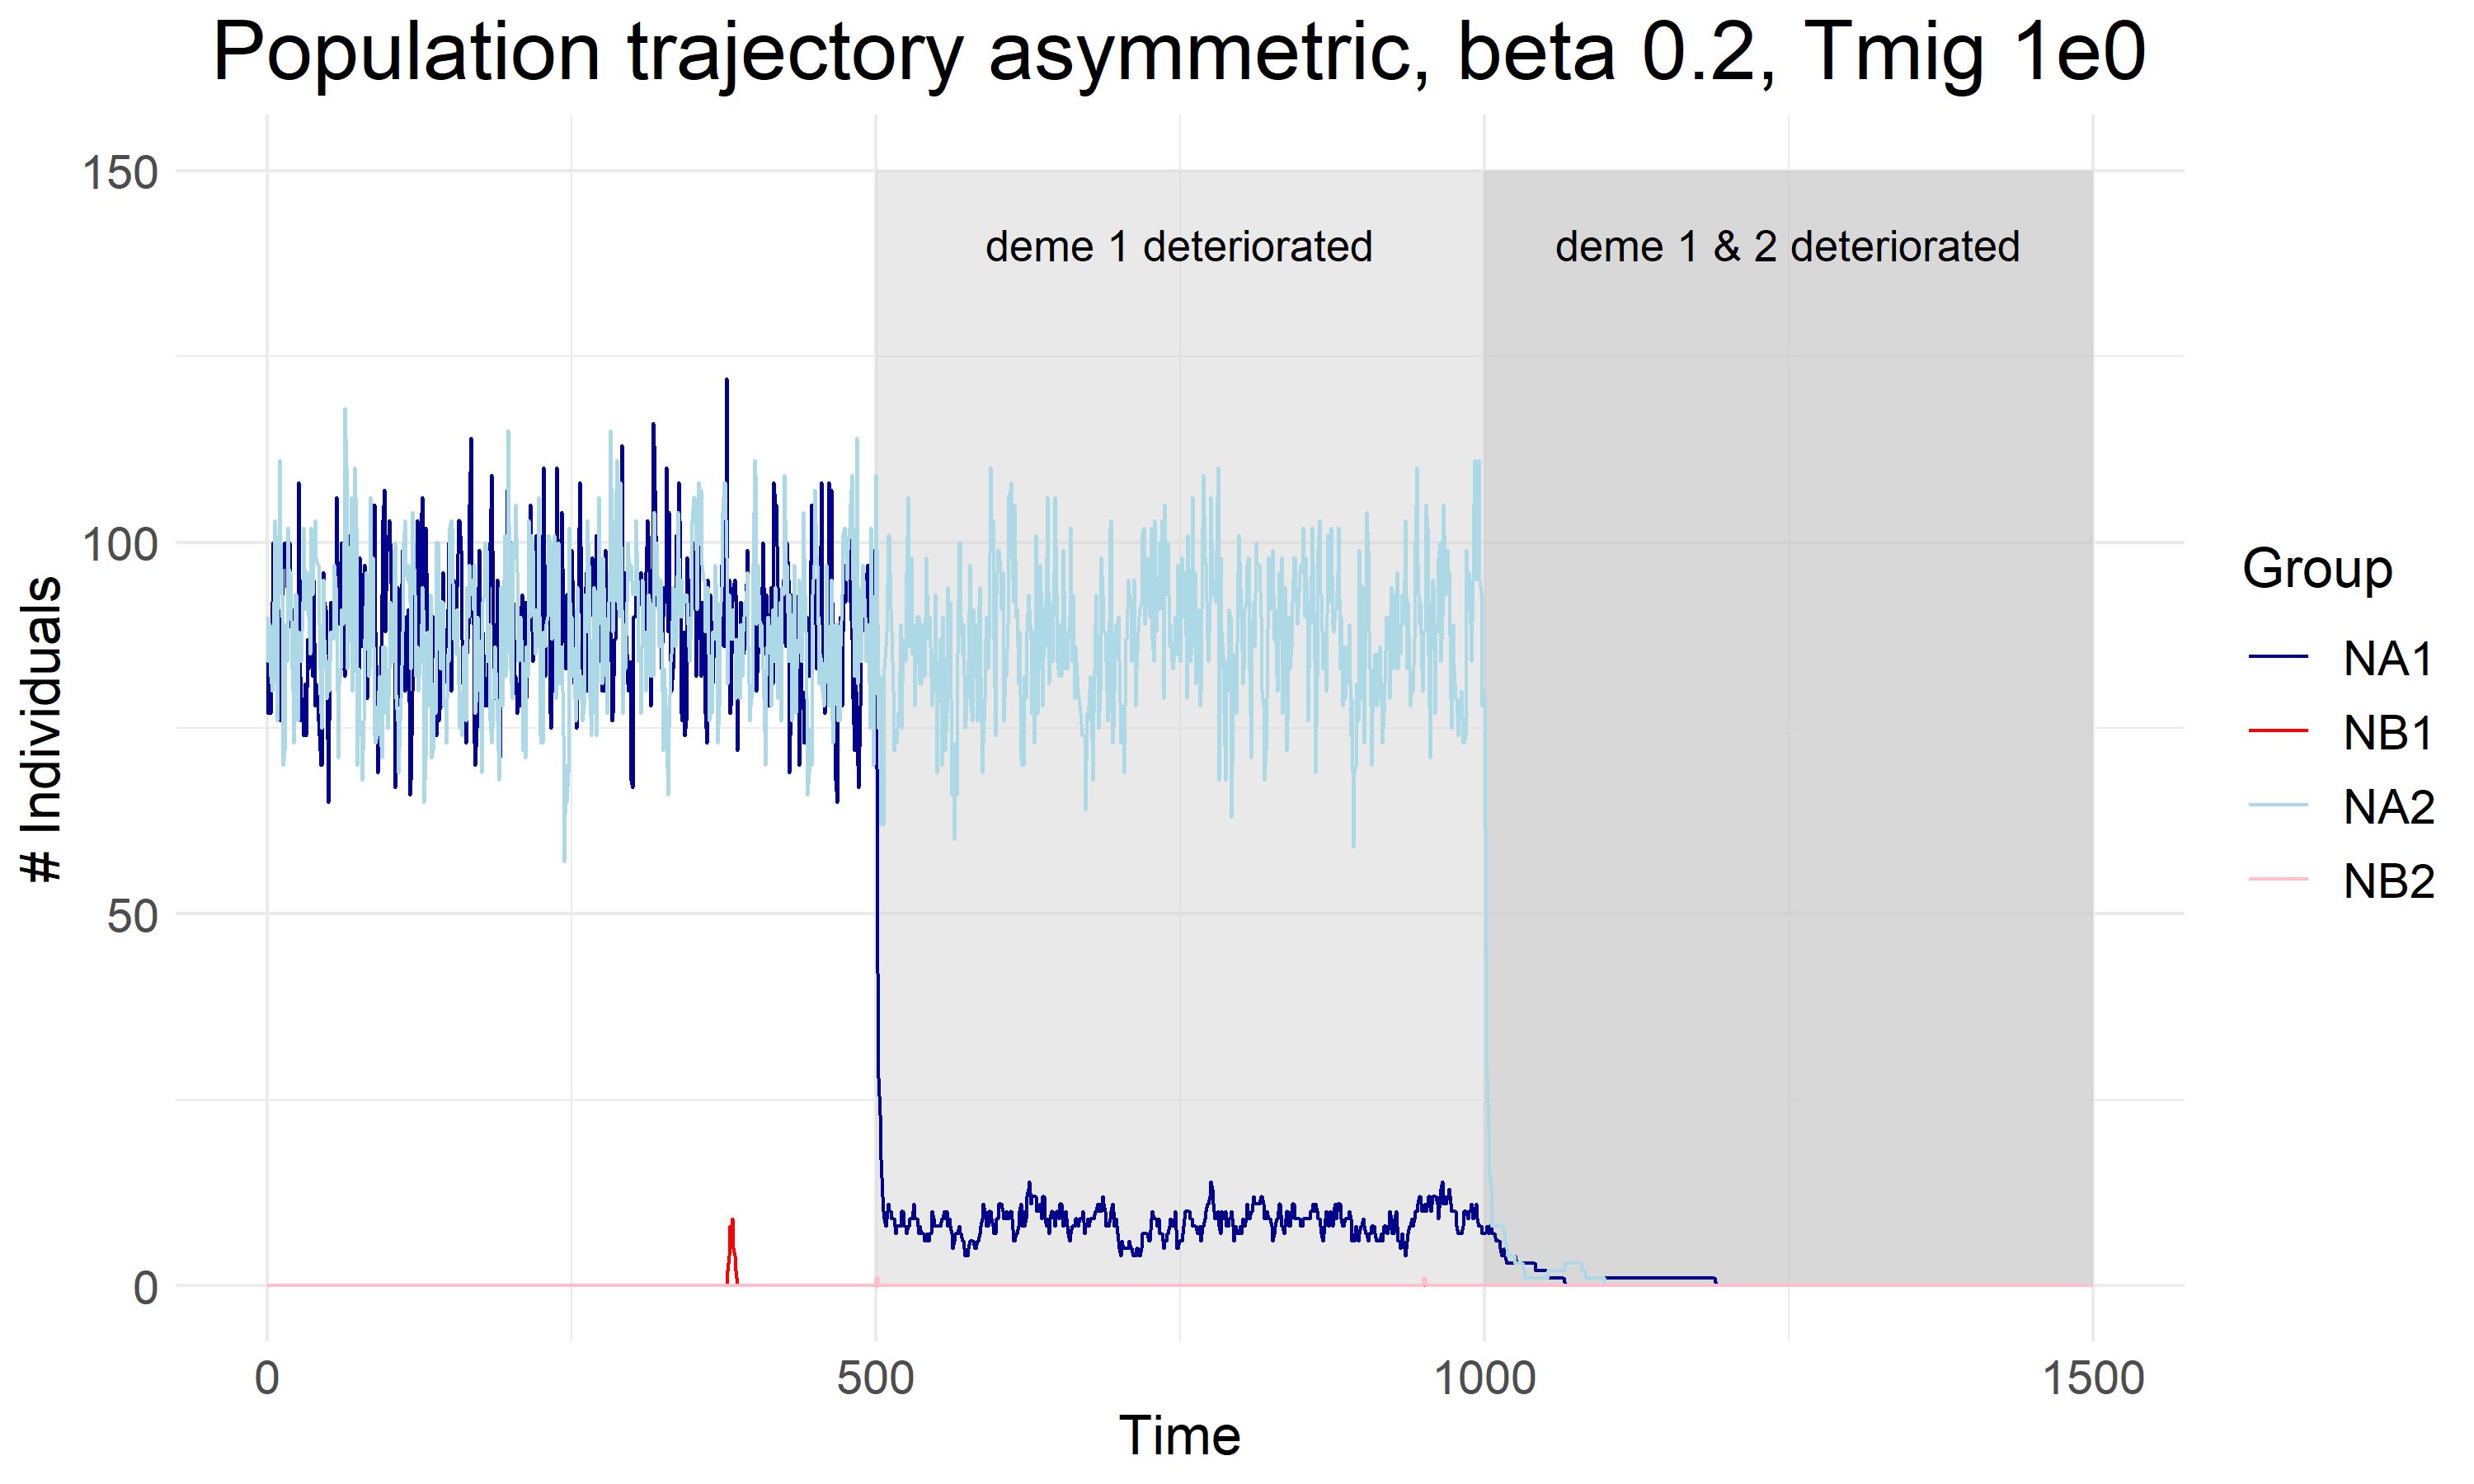 Population trajectory asymmetric, beta 0.2, Tmig 1e0
150
100
50
0
# Individuals
deme 1 deteriorated
deme 1 & 2 deteriorated
Group
NA1
NB1
NA2
NB2
0
500
1000
1500
Time